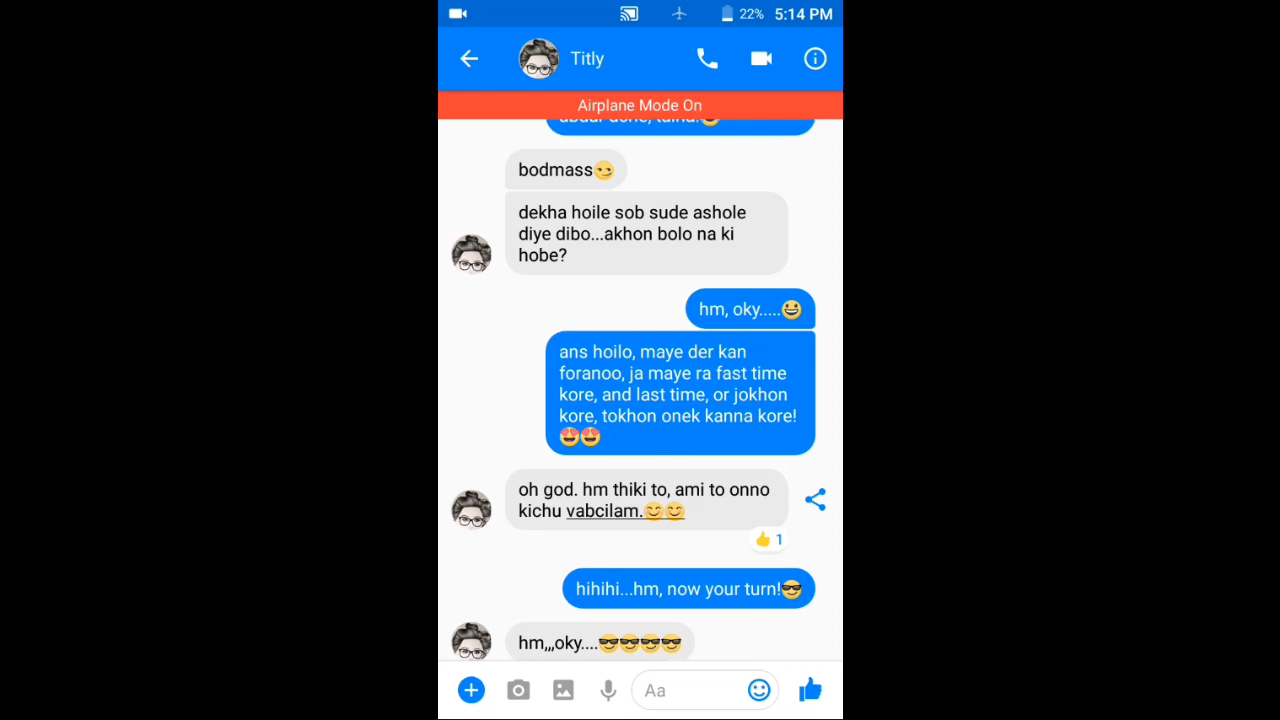 22% 5:14 PM
Titly
Airplane Mode On
bodmass😏
dekha hoile sob sude ashole
diye dibo...akhon bolo na ki
hobe?
hm, oky.....😀
ans hoilo, maye der kan
foranoo, ja maye ra fast time
kore, and last time, or jokhon
kore, tokhon onek kanna kore!
😍😍
oh god. hm thiki to, ami to onno
kichu vabcilam.😊😊
👍 1
hihihi...hm, now your turn!😎
hm,,,oky....😎😎😎😎
Aa